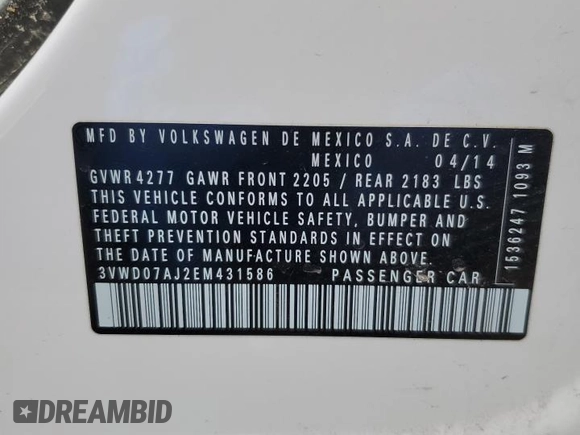 MFD BY VOLKSWAGEN DE MEXICO S.A. DE C.V.
MEXICO 04/14
GVWR 4277 GAWR FRONT 2205 / REAR 2183 LBS
THIS VEHICLE CONFORMS TO ALL APPLICABLE U.S.
FEDERAL MOTOR VEHICLE SAFETY, BUMPER AND
THEFT PREVENTION STANDARDS IN EFFECT ON
THE DATE OF MANUFACTURE SHOWN ABOVE.
3VWD07AJ2EM431586 PASSENGER CAR
1536247 1093 M
DREAMBID